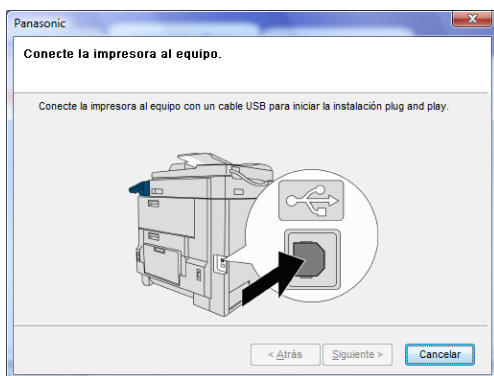 Panasonic
Conecte la impresora al equipo.
Conecte la impresora al equipo con un cable USB para iniciar la instalación plug and play.
< Atrás
Siguiente >
Cancelar